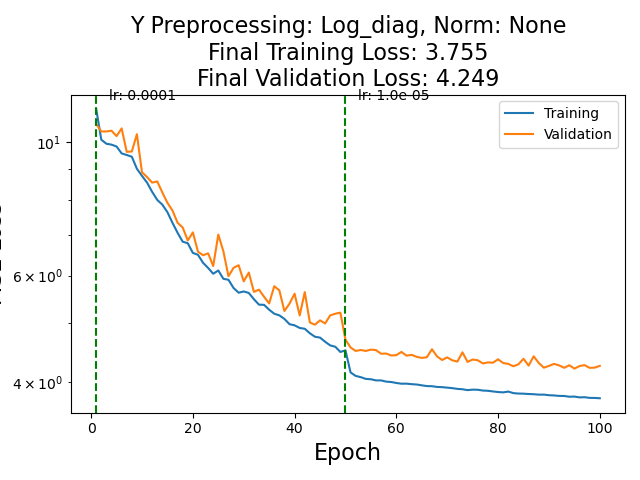 Y Preprocessing: Log_diag, Norm: None
Final Training Loss: 3.755
Final Validation Loss: 4.249
lr: 0.0001
lr: 1.0e-05
Training
Validation
10¹
6 × 10⁰
4 × 10⁰
0
20
40
60
80
100
Epoch